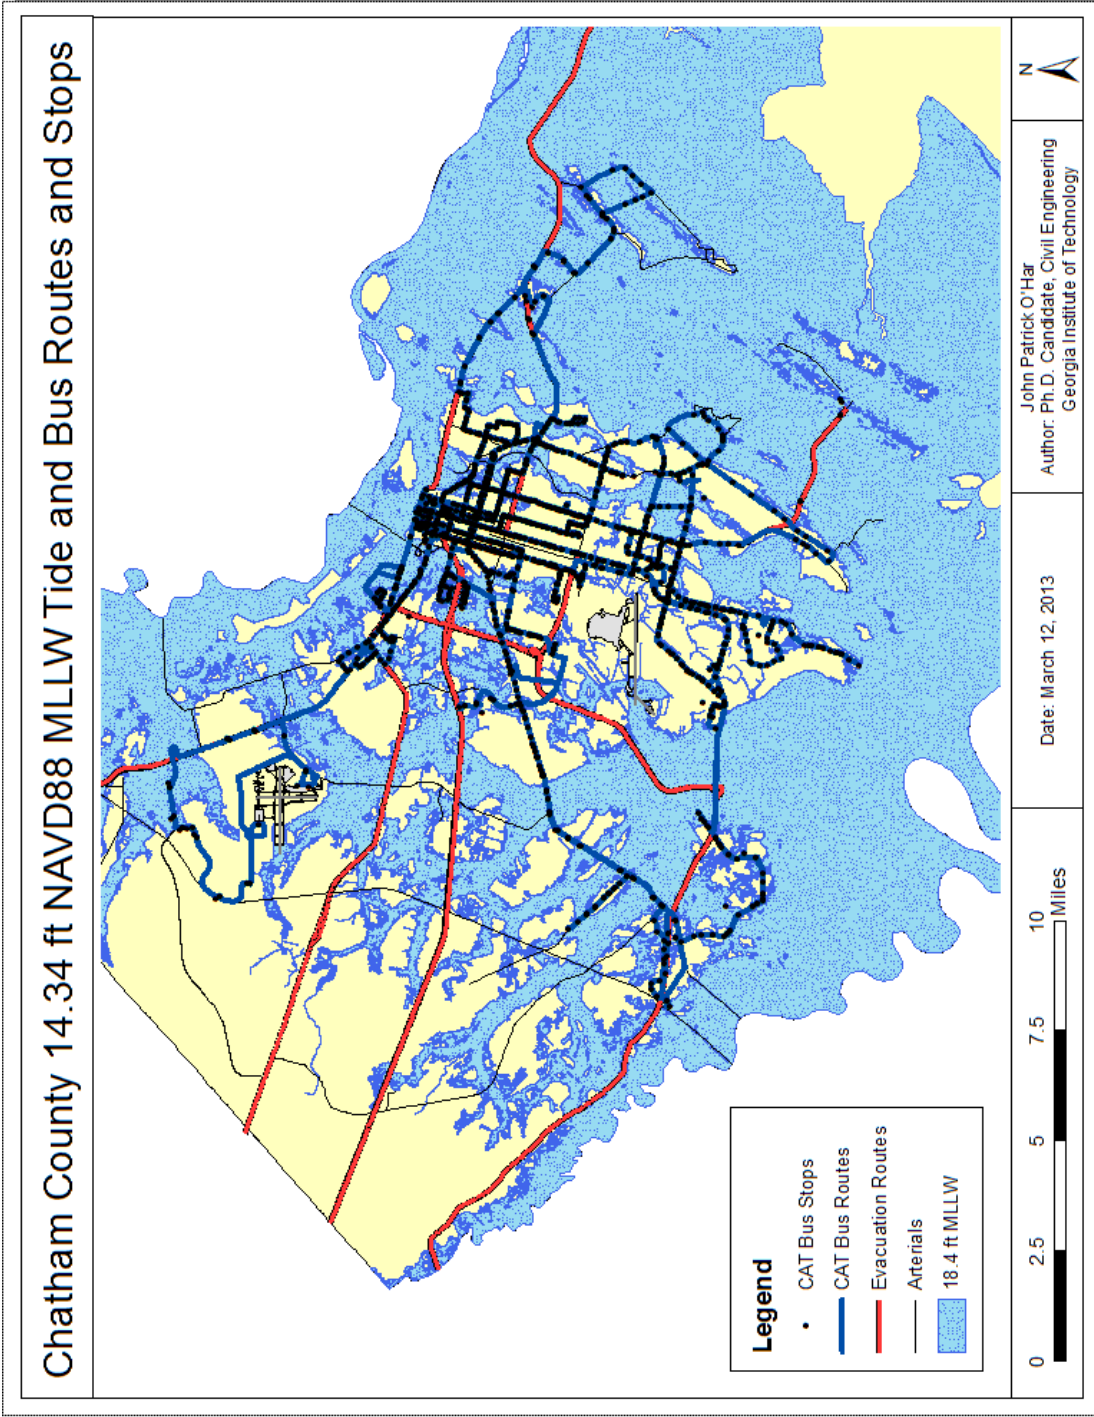 Chatham County 14.34 ft NAVD88 MLLW Tide and Bus Routes and Stops
Legend
CAT Bus Stops
CAT Bus Routes
Evacuation Routes
Arterials
18.4 ft MLLW
0 2.5 5 7.5 10
Miles
Date: March 12, 2013
John Patrick O'Har
Author: Ph.D. Candidate, Civil Engineering
Georgia Institute of Technology
N